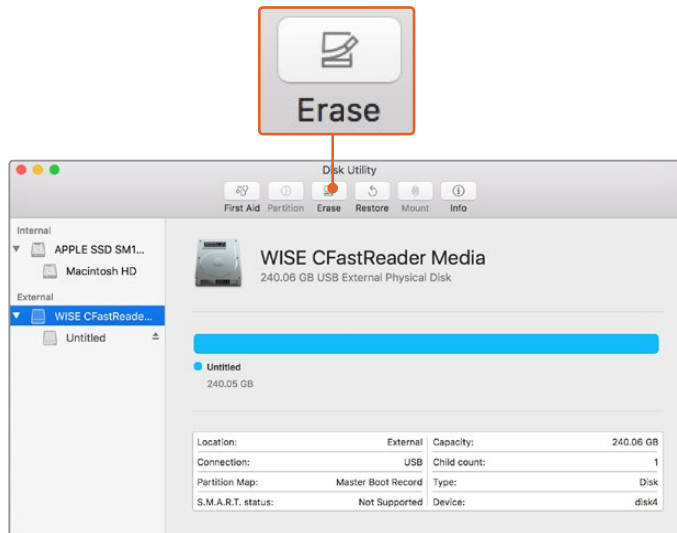 Erase
Disk Utility
First Aid Partition Erase Restore Mount Info
Internal
APPLE SSD SM1...
Macintosh HD
External
WISE CFastReade...
Untitled
WISE CFastReader Media
240.06 GB USB External Physical Disk
Untitled
240.05 GB
Location: External Capacity: 240.06 GB
Connection: USB Child count: 1
Partition Map: Master Boot Record Type: Disk
S.M.A.R.T. status: Not Supported Device: disk4